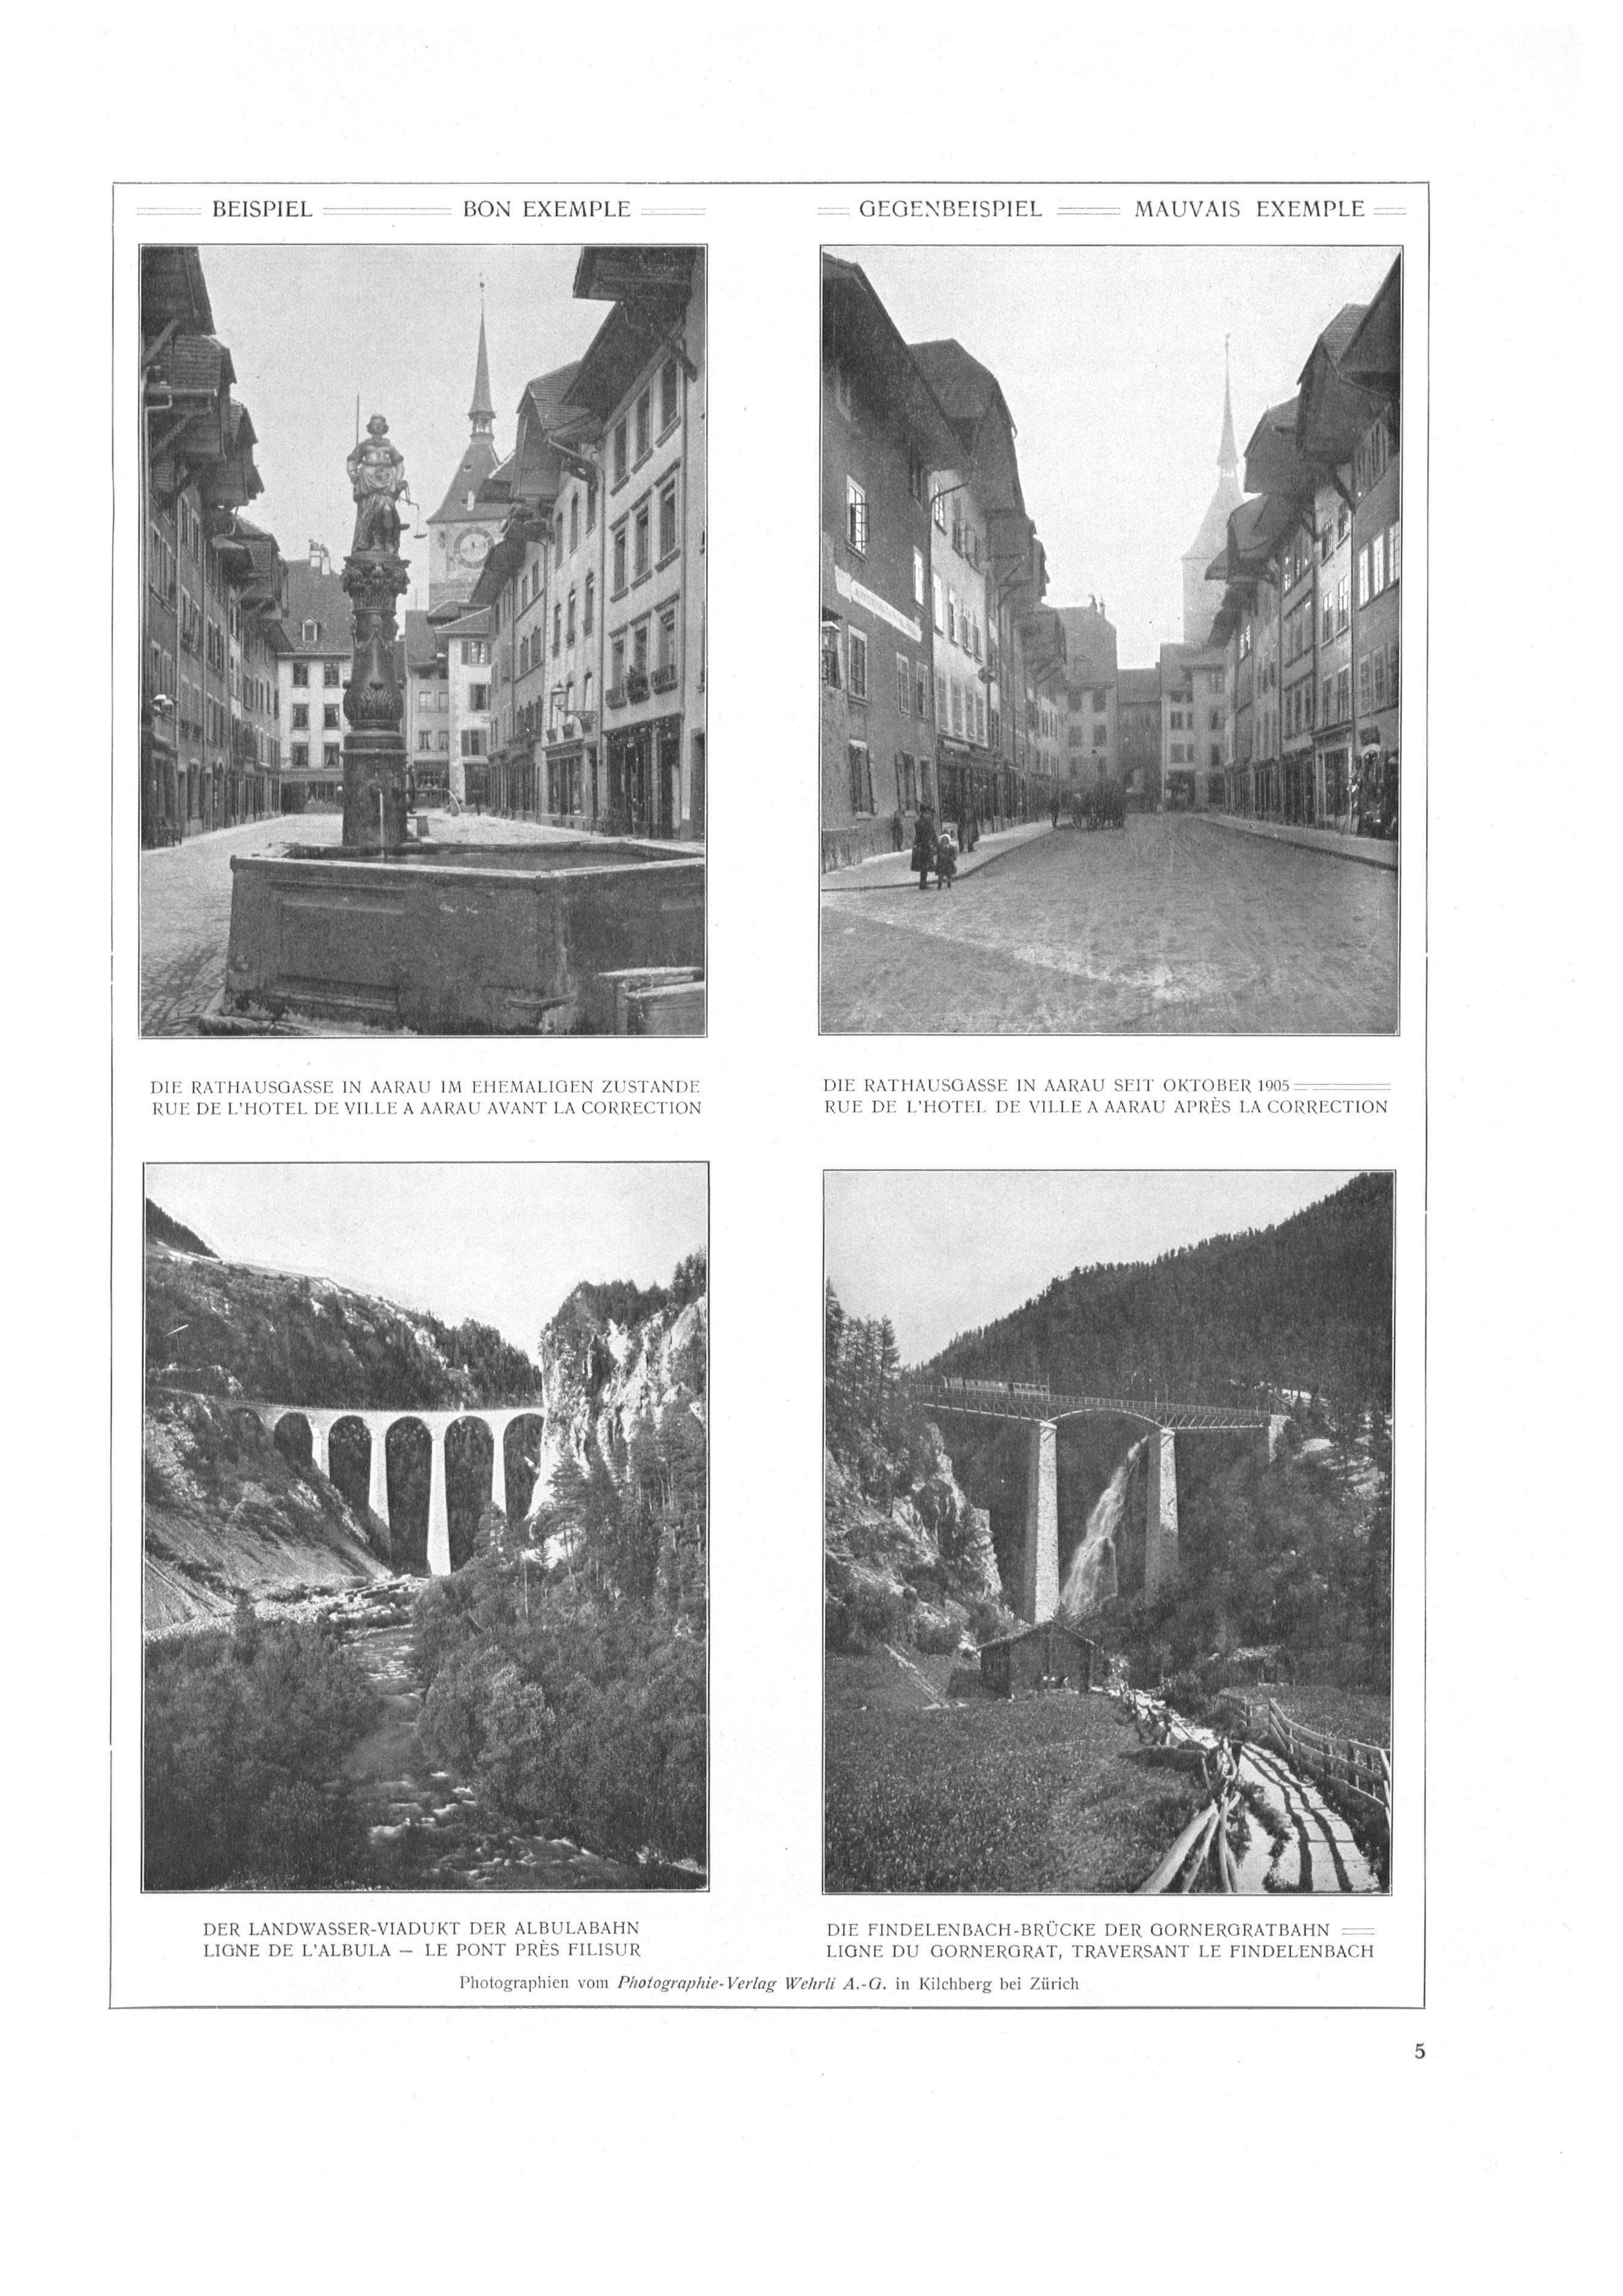 BEISPIEL BON EXEMPLE
GEGENBEISPIEL MAUVAIS EXEMPLE
DIE RATHAUSGASSE IN AARAU IM EHEMALIGEN ZUSTANDE
RUE DE L'HOTEL DE VILLE A AARAU AVANT LA CORRECTION
DIE RATHAUSGASSE IN AARAU SEIT OKTOBER 1905
RUE DE L'HOTEL DE VILLE A AARAU APRÈS LA CORRECTION
DER LANDWASSER-VIADUKT DER ALBULABAHN
LIGNE DE L'ALBULA — LE PONT PRÈS FILISUR
DIE FINDELENBACH-BRÜCKE DER GORNERGRATBAHN
LIGNE DU GORNERGRAT, TRAVERSANT LE FINDELENBACH
Photographien vom Photographie-Verlag Wehrli A.-G. in Kilchberg bei Zürich
5